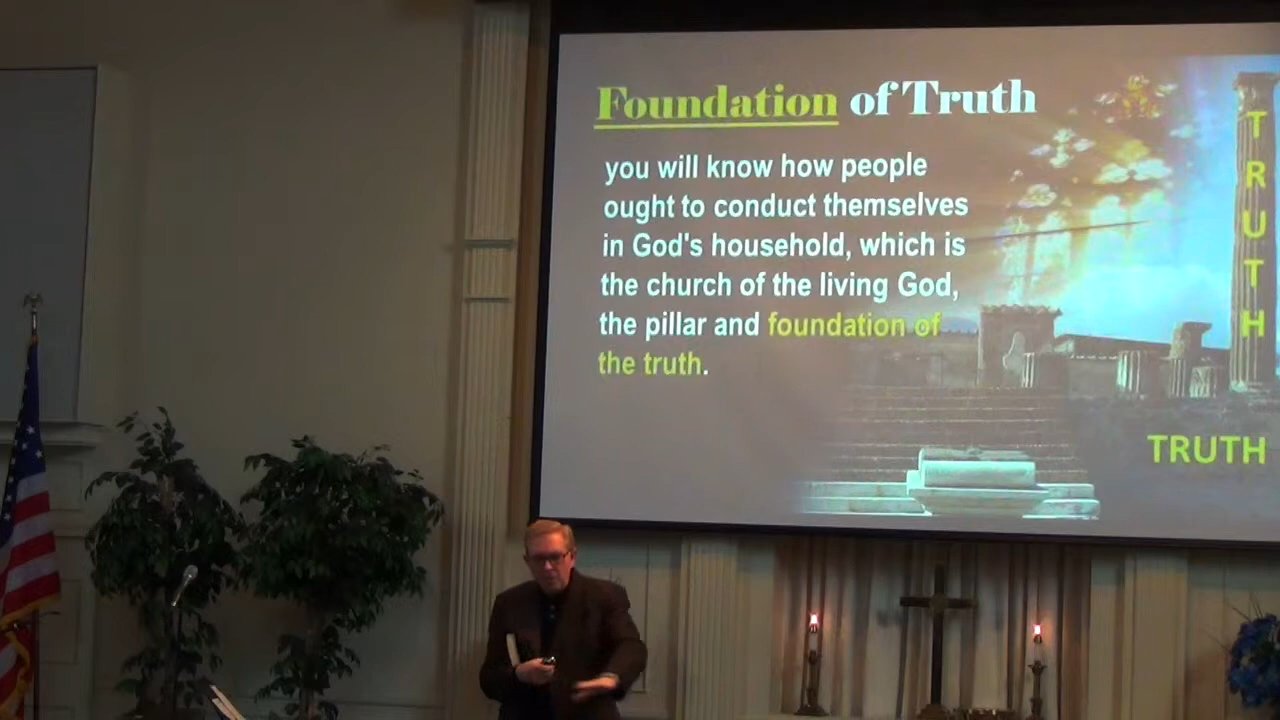 Foundation of Truth
you will know how people
ought to conduct themselves
in God's household, which is
the church of the living God,
the pillar and foundation of
the truth.
TRUTH
TRUTH